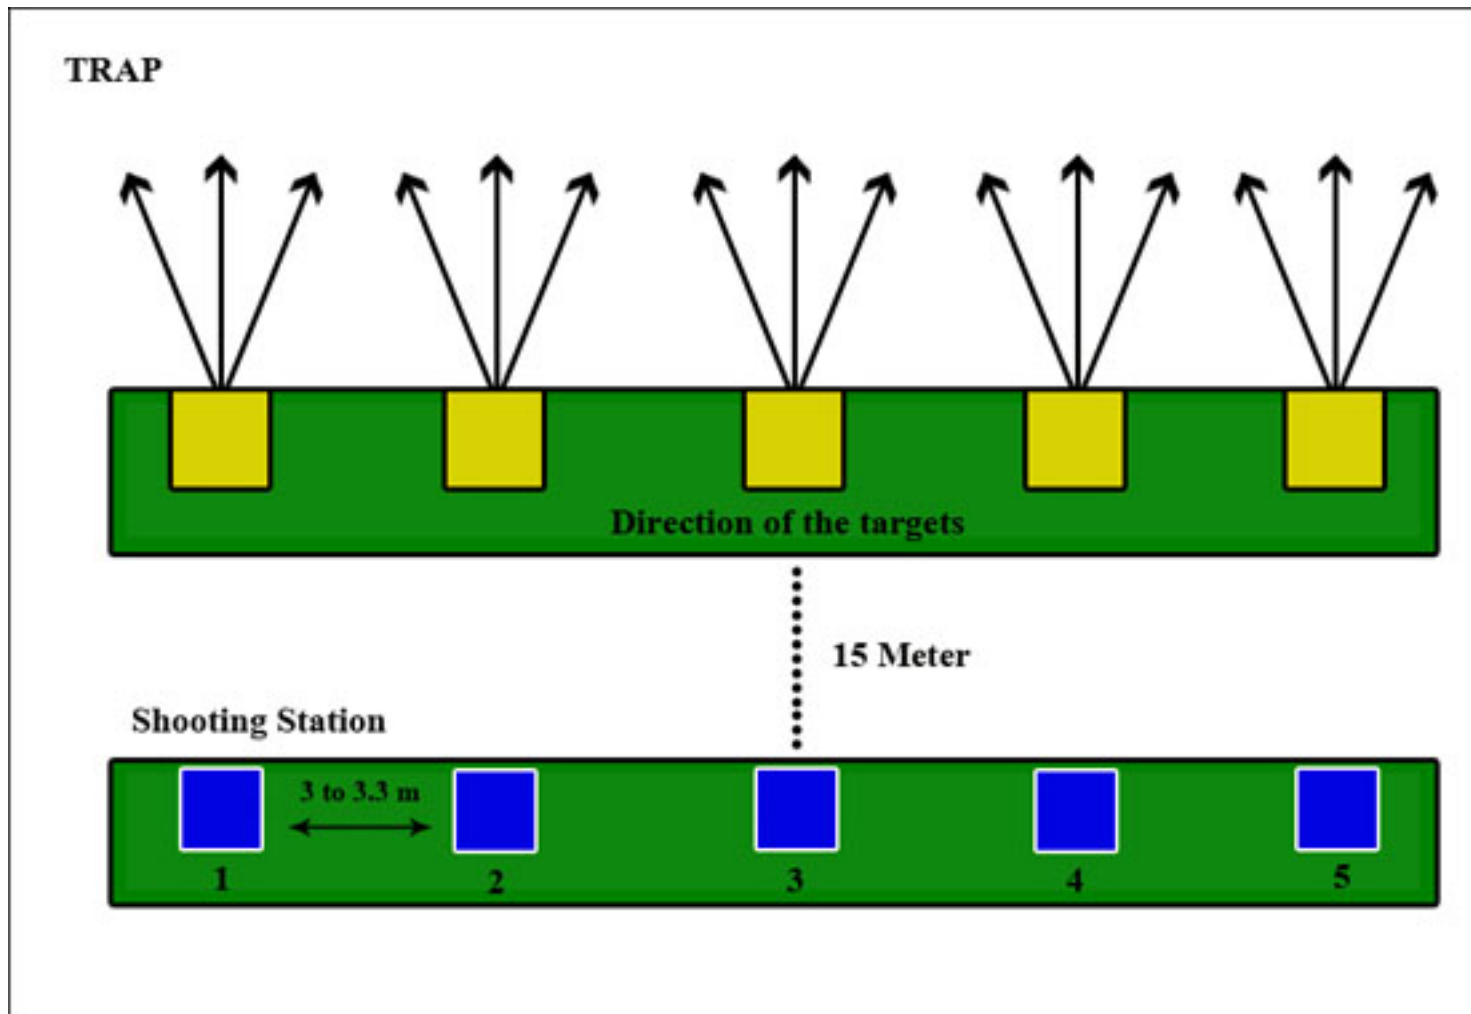 TRAP
Direction of the targets
15 Meter
Shooting Station
3 to 3.3 m
1
2
3
4
5